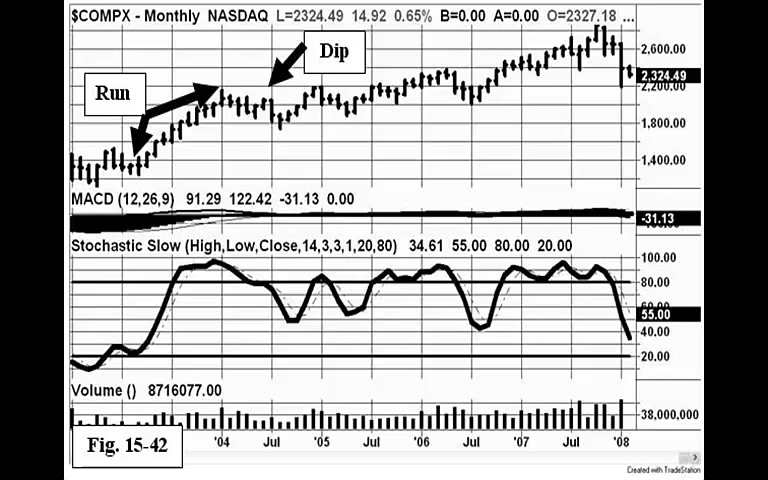 $COMPX - Monthly NASDAQ L=2324.49 14.92 0.65% B=0.00 A=0.00 O=2327.18 ...
Dip
Run
2,600.00
2,324.49
2,200.00
1,800.00
1,400.00
MACD (12,26,9) 91.29 122.42 -31.13 0.00
-31.13
Stochastic Slow (High,Low,Close,14,3,3,1,20,80) 34.61 55.00 80.00 20.00
100.00
80.00
60.00
55.00
40.00
20.00
Volume () 8716077.00
38,000,000
Fig. 15-42
'04 Jul '05 Jul '06 Jul '07 Jul '08
Created with TradeStation